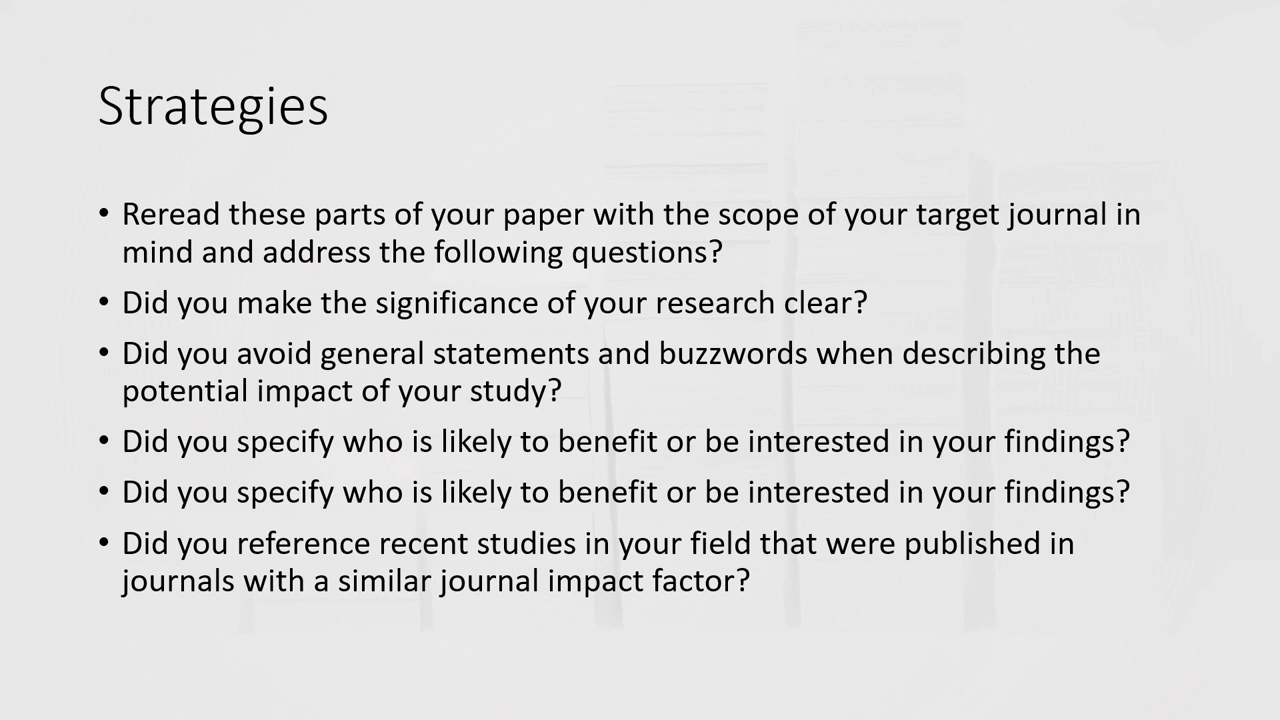 Strategies
• Reread these parts of your paper with the scope of your target journal in
mind and address the following questions?
• Did you make the significance of your research clear?
• Did you avoid general statements and buzzwords when describing the
potential impact of your study?
• Did you specify who is likely to benefit or be interested in your findings?
• Did you specify who is likely to benefit or be interested in your findings?
• Did you reference recent studies in your field that were published in
journals with a similar journal impact factor?